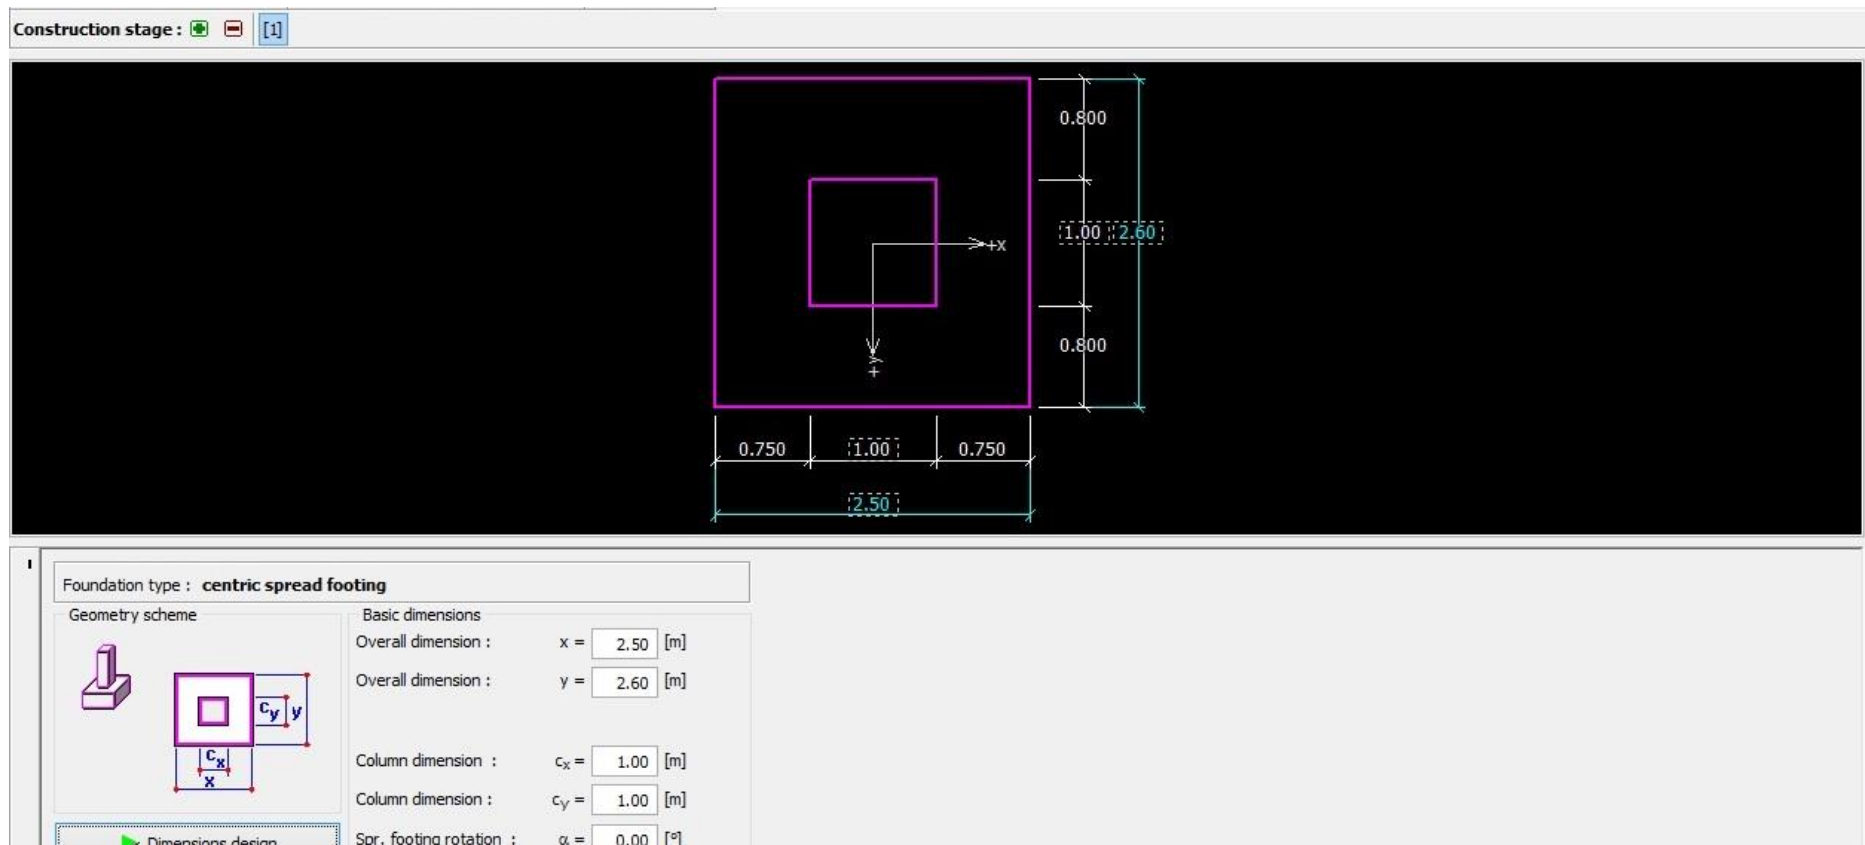 Construction stage : [1]
0.800
+x
1.00 2.60
0.800
+y
0.750 1.00 0.750
2.50
Foundation type : centric spread footing
Geometry scheme
cy y
cx
x
Basic dimensions
Overall dimension : x = 2.50 [m]
Overall dimension : y = 2.60 [m]
Column dimension : cx = 1.00 [m]
Column dimension : cy = 1.00 [m]
Dimensions design
Spr. footing rotation : α = 0.00 [°]